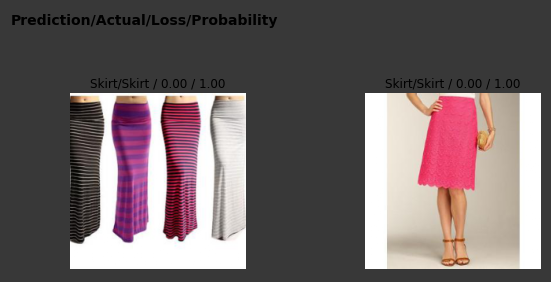 Prediction/Actual/Loss/Probability
Skirt/Skirt / 0.00 / 1.00
Skirt/Skirt / 0.00 / 1.00